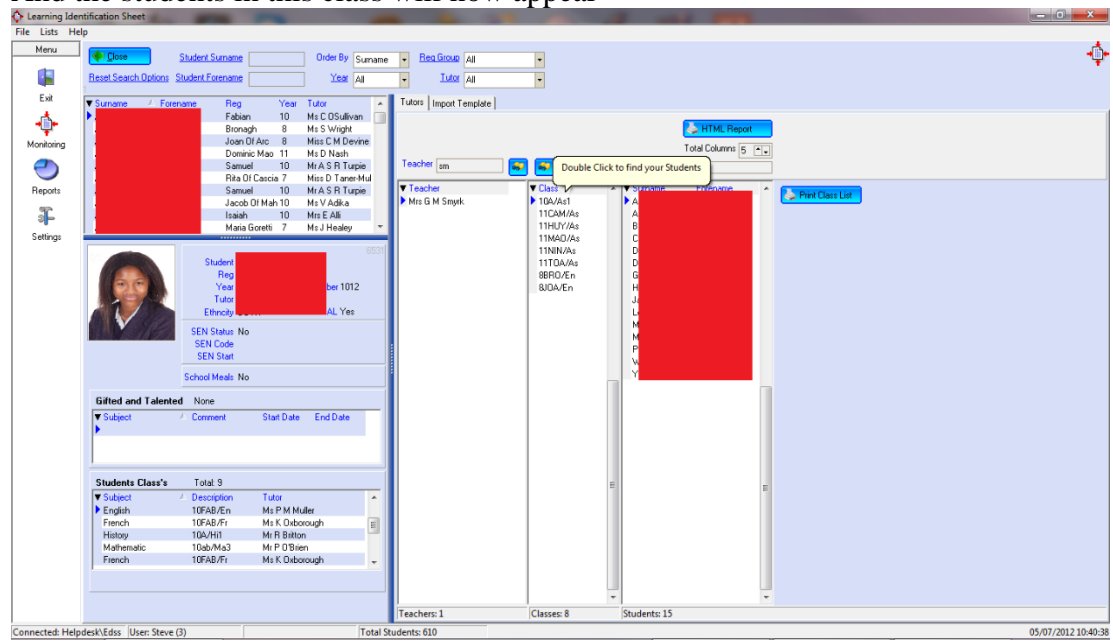 And the students in this class will now appear
Learning Identification Sheet
File Lists Help
Menu
Exit
Monitoring
Reports
Settings
Close Student Surname Order By Surname Reg Group All
Reset Search Options Student Forename Year All Tutor All
Surname Forename Reg Year Tutor
Fabian 10 Ms C OSullivan
Bronagh 8 Ms S Wright
Joan Of Arc 8 Miss C M Devine
Dominic Mao 11 Ms D Nash
Samuel 10 Mr A S R Turpie
Rita Of Cascia 7 Miss D Taner-Mul
Samuel 10 Mr A S R Turpie
Jacob Of Mah 10 Ms V Adika
Isaiah 10 Mrs E Alli
Maria Goretti 7 Ms J Healey
6531
Student
Reg
Year ber 1012
Tutor
Ethncity AL Yes
SEN Status No
SEN Code
SEN Start
School Meals No
Gifted and Talented None
Subject Comment Start Date End Date
Students Class's Total: 9
Subject Description Tutor
English 10FAB/En Ms P M Muller
French 10FAB/Fr Ms K Oxborough
History 10A/Hi1 Mr R Britton
Mathematic 10ab/Ma3 Mr P O'Brien
French 10FAB/Fr Ms K Oxborough
Tutors Import Template
HTML Report
Total Columns 5
Teacher sm
Double Click to find your Students
Teacher
Mrs G M Smyrk
Class
10A/As1
11CAM/As
11HUY/As
11MAO/As
11NIN/As
11TOA/As
8BRO/En
8JOA/En
Surname Forename
A
A
B
C
D
D
G
H
J
L
M
M
P
W
Y
Print Class List
Teachers: 1 Classes: 8 Students: 15
Connected: Helpdesk\Edss User: Steve (3) Total Students: 610 05/07/2012 10:40:38